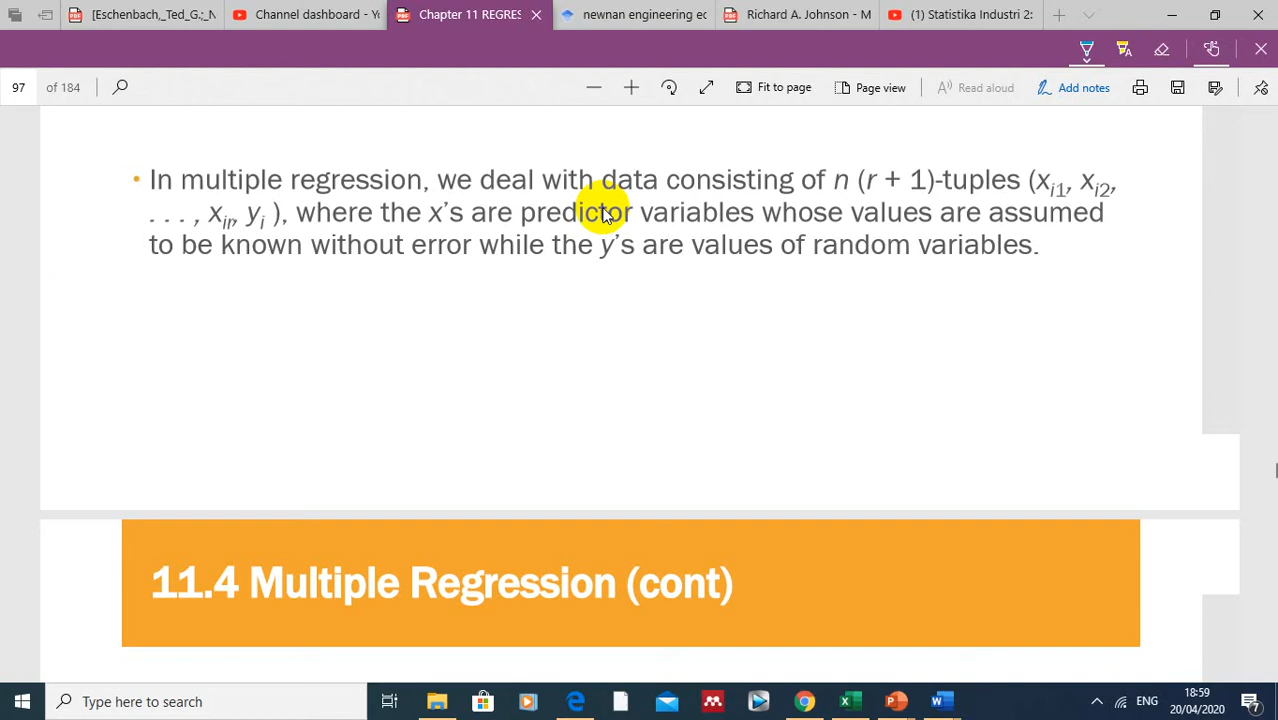 [Eschenbach,_Ted_G.;_N
Channel dashboard - Yo
Chapter 11 REGRES
newnan engineering ec
Richard A. Johnson - M
(1) Statistika Industri 2:
97 of 184
Fit to page
Page view
Read aloud
Add notes
• In multiple regression, we deal with data consisting of n (r + 1)-tuples (xi1, xi2,
. . . , xir, yi ), where the x's are predictor variables whose values are assumed
to be known without error while the y's are values of random variables.
11.4 Multiple Regression (cont)
Type here to search
ENG
18:59
20/04/2020
7